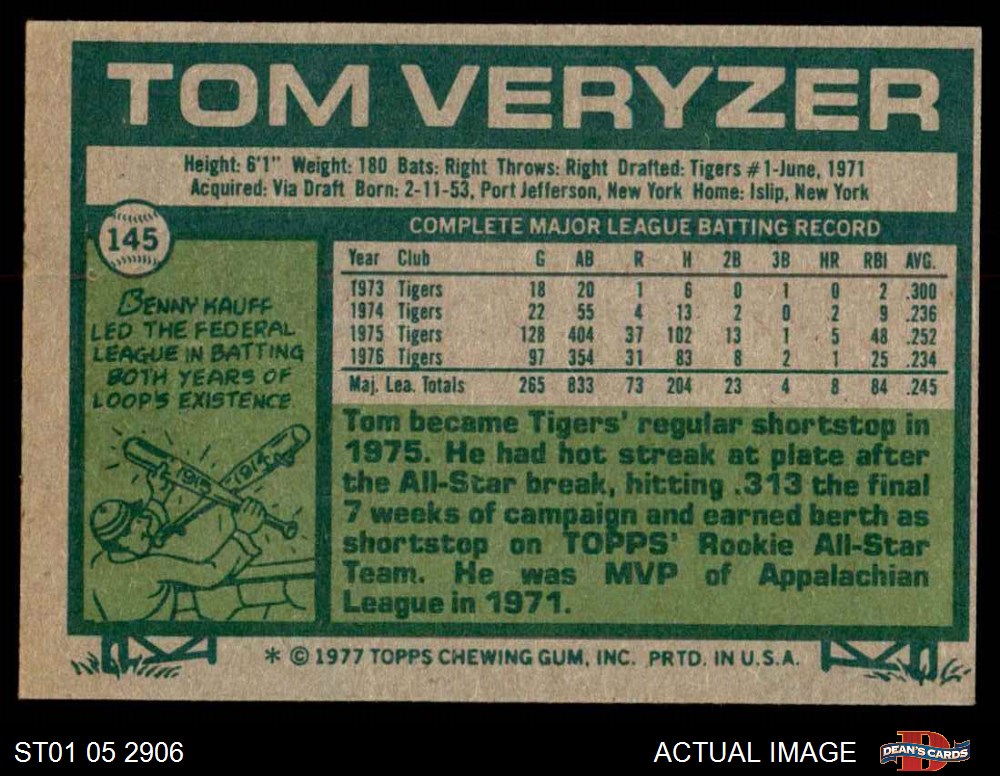 TOM VERYZER
Height: 6'1" Weight: 180 Bats: Right Throws: Right Drafted: Tigers #1-June, 1971
Acquired: Via Draft Born: 2-11-53, Port Jefferson, New York Home: Islip, New York
145
COMPLETE MAJOR LEAGUE BATTING RECORD
Year Club G AB R H 2B 3B HR RBI AVG.
1973 Tigers 18 20 1 6 0 1 0 2 .300
1974 Tigers 22 55 4 13 2 0 2 9 .236
1975 Tigers 128 404 37 102 13 1 5 48 .252
1976 Tigers 97 354 31 83 8 2 1 25 .234
Maj. Lea. Totals 265 833 73 204 23 4 8 84 .245
BENNY KAUFF
LED THE FEDERAL
LEAGUE IN BATTING
BOTH YEARS OF
LOOP'S EXISTENCE
1915
1914
Tom became Tigers' regular shortstop in
1975. He had hot streak at plate after
the All-Star break, hitting .313 the final
7 weeks of campaign and earned berth as
shortstop on TOPPS' Rookie All-Star
Team. He was MVP of Appalachian
League in 1971.
* © 1977 TOPPS CHEWING GUM, INC. PRTD. IN U.S.A.
ST01 05 2906
ACTUAL IMAGE
D
DEAN'S CARDS